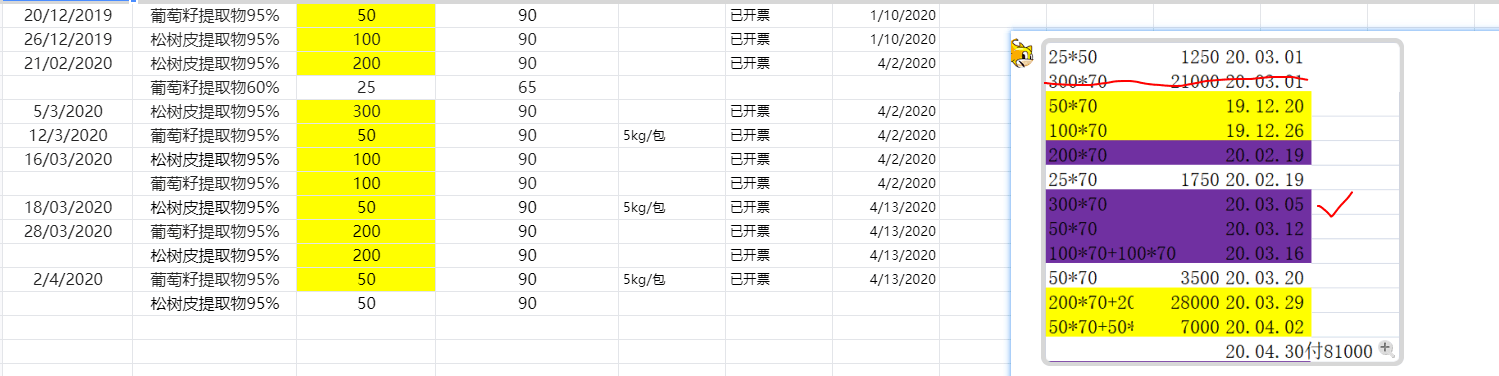 20/12/2019 葡萄籽提取物95% 50 90 已开票 1/10/2020
26/12/2019 松树皮提取物95% 100 90 已开票 1/10/2020
21/02/2020 松树皮提取物95% 200 90 已开票 4/2/2020
葡萄籽提取物60% 25 65
5/3/2020 松树皮提取物95% 300 90 已开票 4/2/2020
12/3/2020 葡萄籽提取物95% 50 90 5kg/包 已开票 4/2/2020
16/03/2020 松树皮提取物95% 100 90 已开票 4/2/2020
葡萄籽提取物95% 100 90 已开票 4/2/2020
18/03/2020 松树皮提取物95% 50 90 5kg/包 已开票 4/13/2020
28/03/2020 葡萄籽提取物95% 200 90 已开票 4/13/2020
松树皮提取物95% 200 90 已开票 4/13/2020
2/4/2020 葡萄籽提取物95% 50 90 5kg/包 已开票 4/13/2020
松树皮提取物95% 50 90
25*50 1250 20.03.01
300*70 21000 20.03.01
50*70 19.12.20
100*70 19.12.26
200*70 20.02.19
25*70 1750 20.02.19
300*70 20.03.05
50*70 20.03.12
100*70+100*70 20.03.16
50*70 3500 20.03.20
200*70+20 28000 20.03.29
50*70+50* 7000 20.04.02
20.04.30付81000